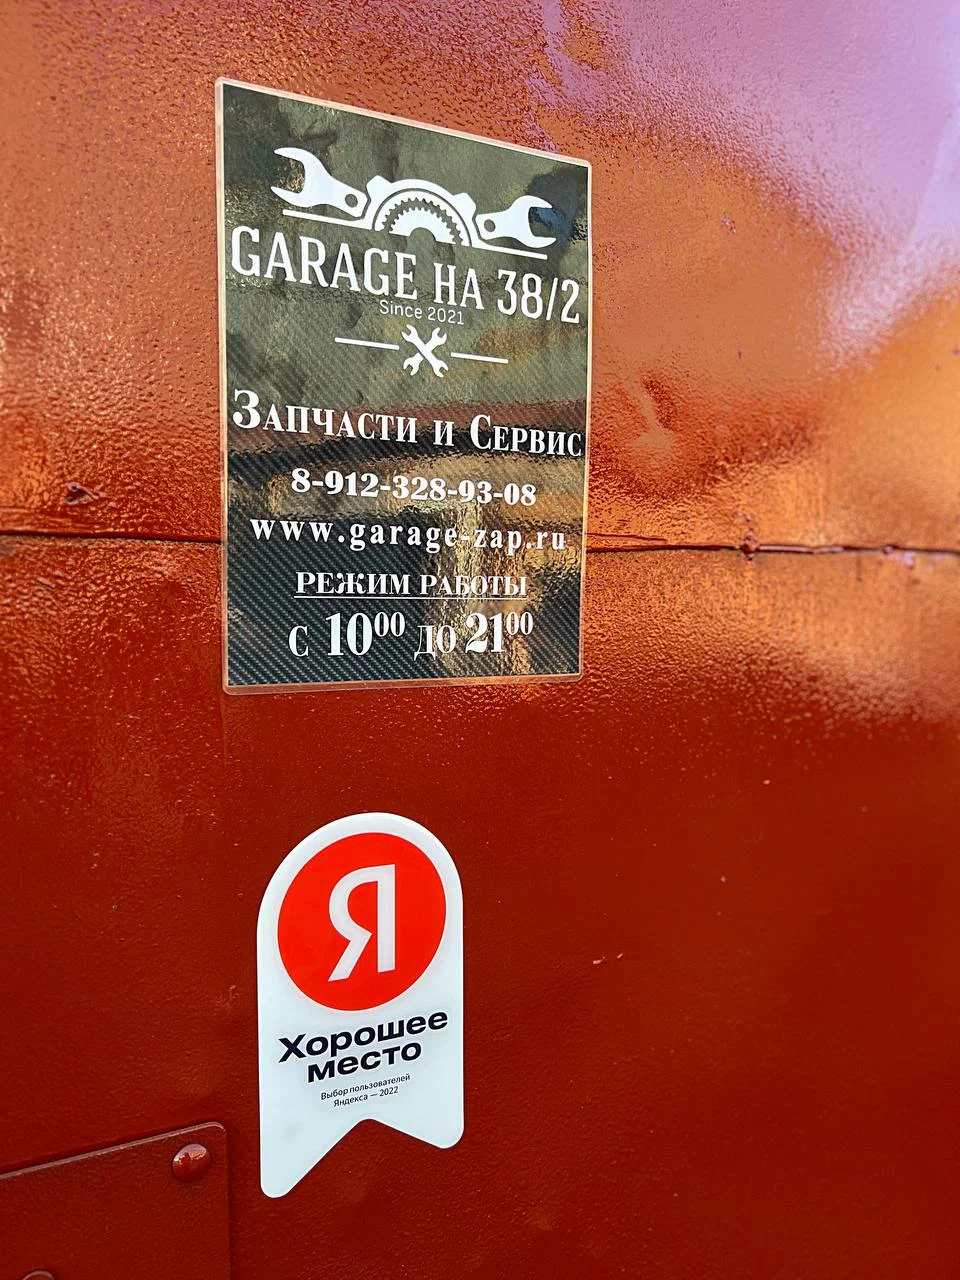 GARAGE НА 38/2
Since 2021
Запчасти и Сервис
8-912-328-93-08
www.garage-zap.ru
РЕЖИМ РАБОТЫ
С 10⁰⁰ ДО 21⁰⁰
Я
Хорошее
место
Выбор пользователей
Яндекса — 2022